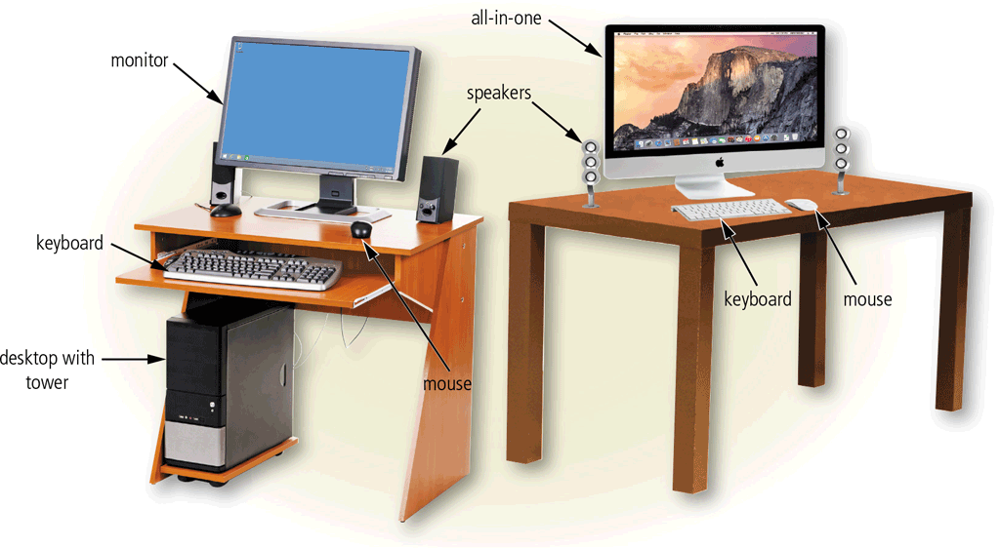 all-in-one
monitor
speakers
keyboard
keyboard
mouse
desktop with
tower
mouse